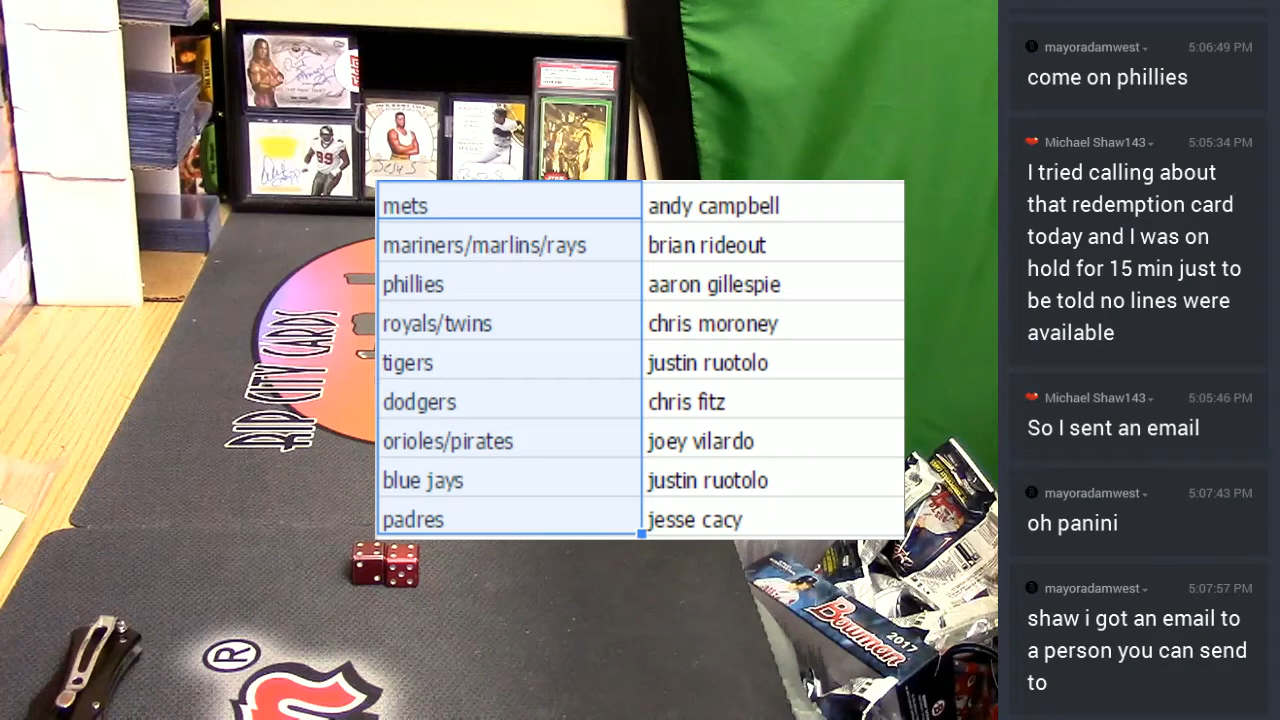 mets andy campbell
mariners/marlins/rays brian rideout
phillies aaron gillespie
royals/twins chris moroney
tigers justin ruotolo
dodgers chris fitz
orioles/pirates joey vilardo
blue jays justin ruotolo
padres jesse cacy
RIP CITY CARDS
99
Bowman
2017
®
mayoradamwest 5:06:49 PM
come on phillies
Michael Shaw143 5:05:34 PM
I tried calling about
that redemption card
today and I was on
hold for 15 min just to
be told no lines were
available
Michael Shaw143 5:05:46 PM
So I sent an email
mayoradamwest 5:07:43 PM
oh panini
mayoradamwest 5:07:57 PM
shaw i got an email to
a person you can send
to